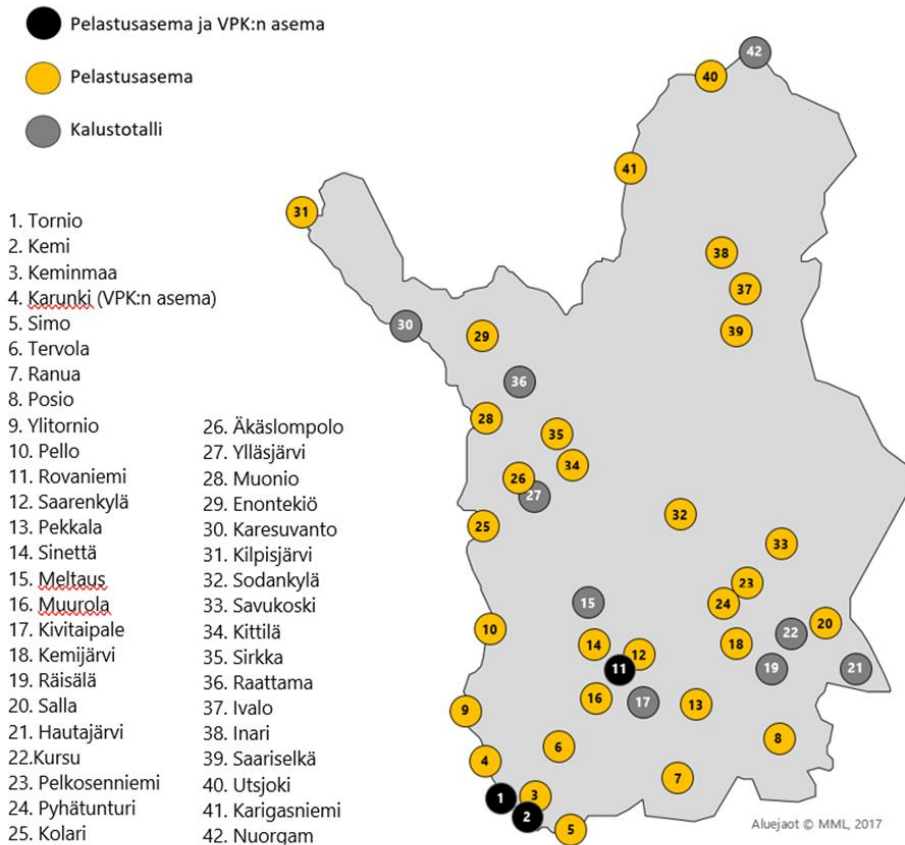 Pelastusasema ja VPK:n asema
Pelastusasema
Kalustotalli
1. Tornio
2. Kemi
3. Keminmaa
4. Karunki (VPK:n asema)
5. Simo
6. Tervola
7. Ranua
8. Posio
9. Ylitornio
10. Pello
11. Rovaniemi
12. Saarenkylä
13. Pekkala
14. Sinettä
15. Meltaus
16. Muurola
17. Kivitaipale
18. Kemijärvi
19. Räisälä
20. Salla
21. Hautajärvi
22.Kursu
23. Pelkosenniemi
24. Pyhätunturi
25. Kolari
26. Äkäslompolo
27. Ylläsjärvi
28. Muonio
29. Enontekiö
30. Karesuvanto
31. Kilpisjärvi
32. Sodankylä
33. Savukoski
34. Kittilä
35. Sirkka
36. Raattama
37. Ivalo
38. Inari
39. Saariselkä
40. Utsjoki
41. Karigasniemi
42. Nuorgam
42
40
41
31
38
37
30
29
39
36
28
35
34
26
27
32
25
33
23
15
24
20
10
22
14
12
18
11
19
21
16
17
13
9
8
6
4
7
3
1
2
5
Aluejaot © MML, 2017